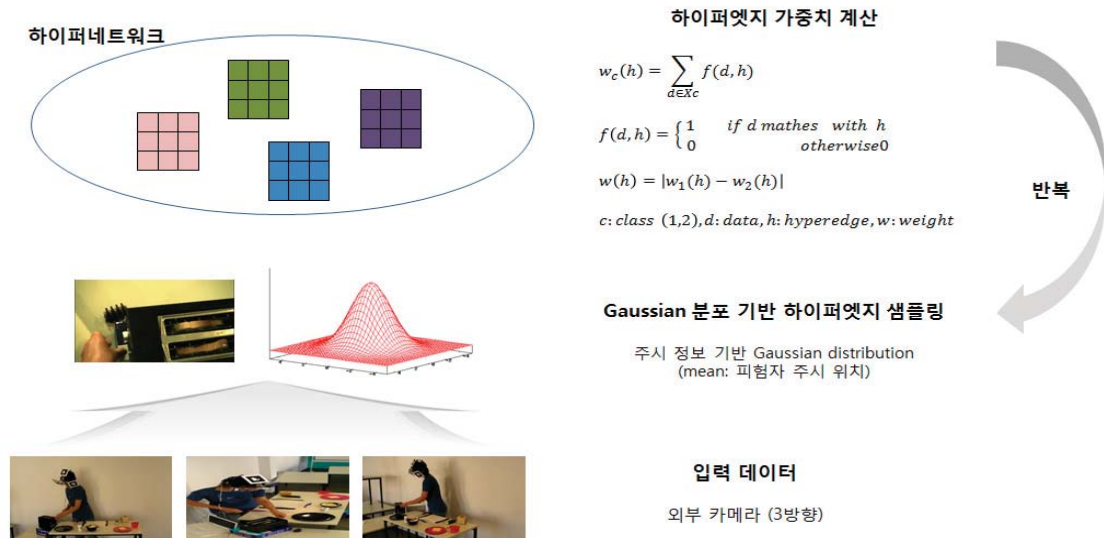 하이퍼네트워크
하이퍼엣지 가중치 계산
w_c(h) = ∑_{d∈Xc} f(d, h)
f(d, h) = { 1 if d mathes with h
0 otherwise0
w(h) = |w_1(h) − w_2(h)|
c: class (1,2), d: data, h: hyperedge, w: weight
반복
Gaussian 분포 기반 하이퍼엣지 샘플링
주시 정보 기반 Gaussian distribution
(mean: 피험자 주시 위치)
입력 데이터
외부 카메라 (3방향)